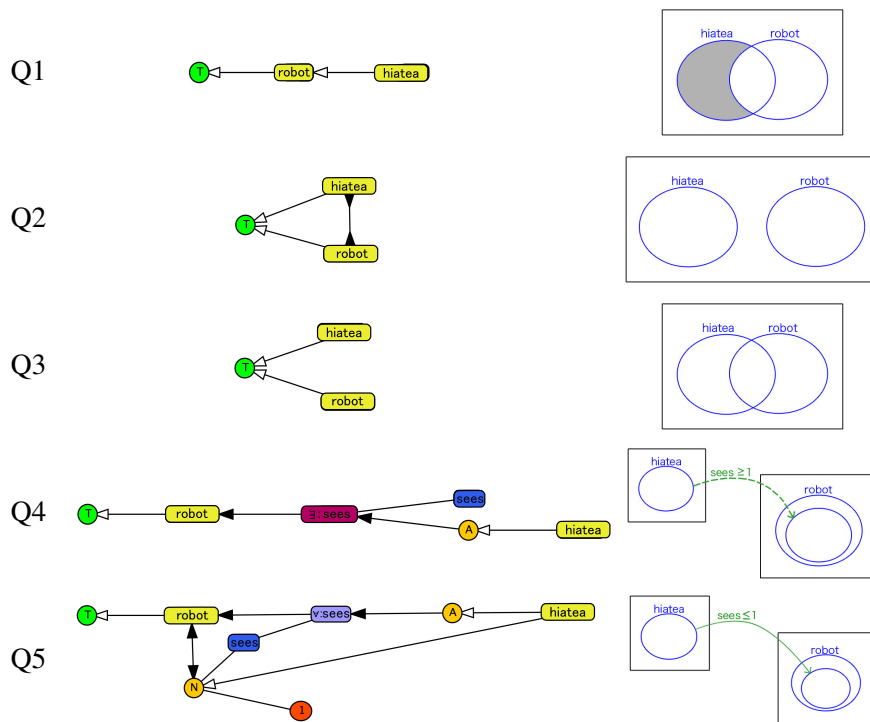 Q1
T robot hiatea
hiatea robot
Q2
T hiatea robot
hiatea robot
Q3
T hiatea robot
hiatea robot
Q4
T robot ∃:sees sees A hiatea
hiatea sees ≥1 robot
Q5
T robot ∀:sees A hiatea
sees
N
1
hiatea sees≤1 robot